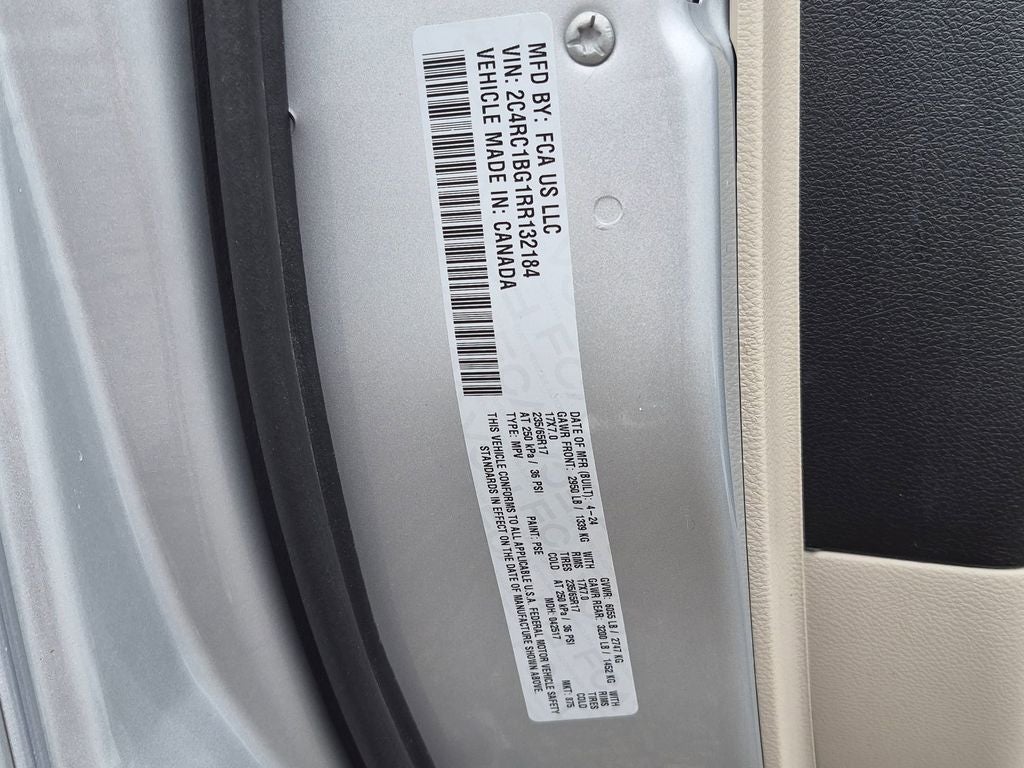 MFD BY: FCA US LLC
VIN: 2C4RC1BG1RR132184
VEHICLE MADE IN: CANADA
DATE OF MFR (BUILT): 4-24 GVWR: 6055 LB / 2747 KG
GAWR FRONT: 2950 LB / 1339 KG WITH GAWR REAR: 3200 LB / 1452 KG WITH
17X7.0 RIMS 17X7.0 RIMS
235/65R17 TIRES 235/65R17 TIRES
AT 250 kPa / 36 PSI COLD AT 250 kPa / 36 PSI COLD
TYPE: MPV PAINT: PSE MDH: 042517 MKT: 875
THIS VEHICLE CONFORMS TO ALL APPLICABLE U.S.A. FEDERAL MOTOR VEHICLE SAFETY
STANDARDS IN EFFECT ON THE DATE OF MANUFACTURE SHOWN ABOVE.